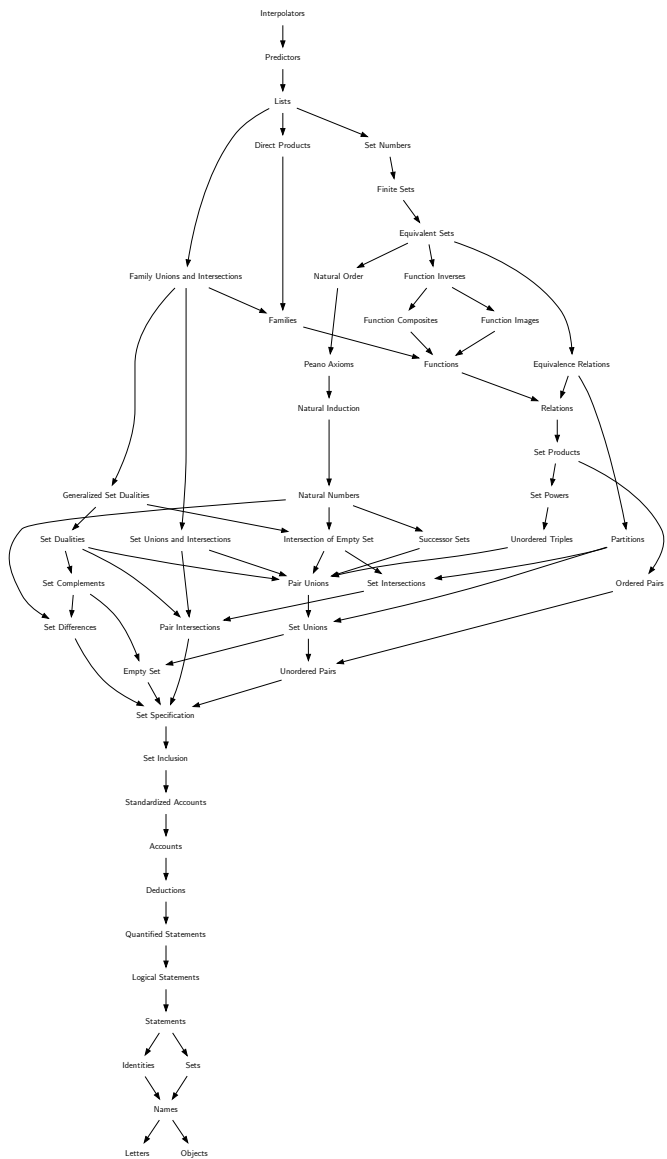 Interpolators
Predictors
Lists
Direct Products
Set Numbers
Finite Sets
Equivalent Sets
Family Unions and Intersections
Natural Order
Function Inverses
Families
Function Composites
Function Images
Peano Axioms
Functions
Equivalence Relations
Natural Induction
Relations
Set Products
Generalized Set Dualities
Natural Numbers
Set Powers
Set Dualities
Set Unions and Intersections
Intersection of Empty Set
Successor Sets
Unordered Triples
Partitions
Set Complements
Pair Unions
Set Intersections
Ordered Pairs
Set Differences
Pair Intersections
Set Unions
Empty Set
Unordered Pairs
Set Specification
Set Inclusion
Standardized Accounts
Accounts
Deductions
Quantified Statements
Logical Statements
Statements
Identities
Sets
Names
Letters
Objects